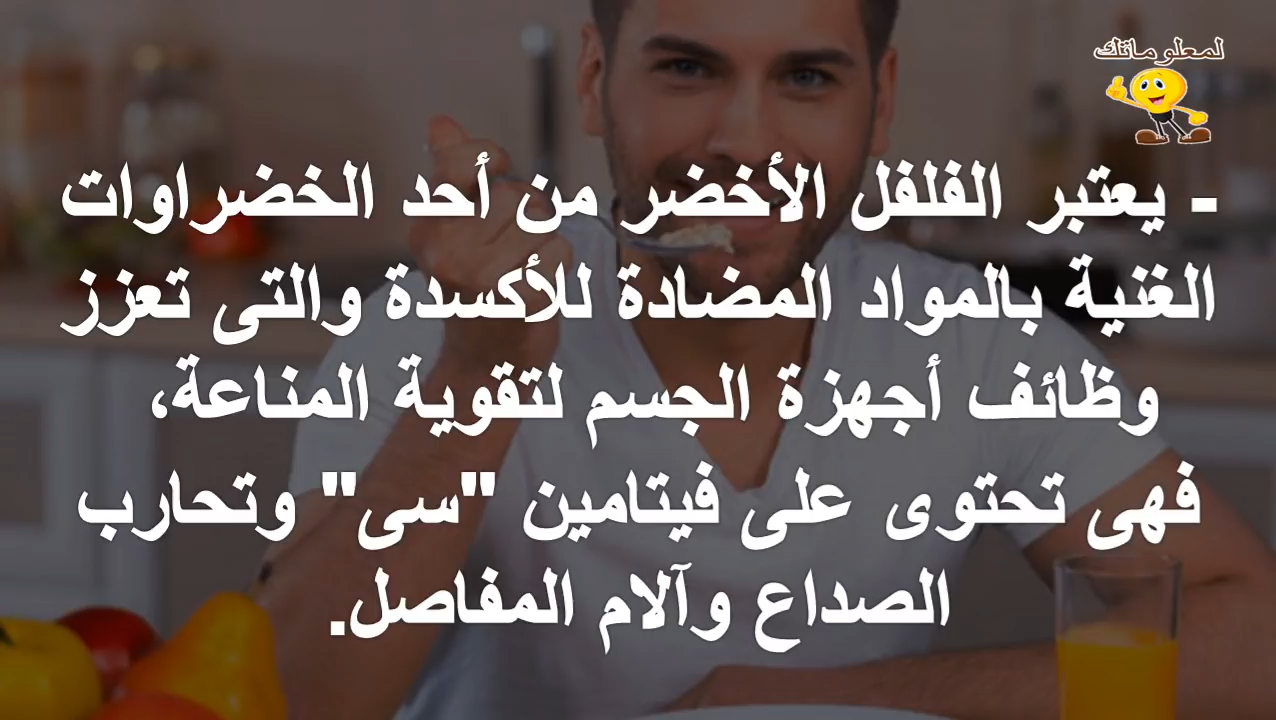 لمعلوماتك
- يعتبر الفلفل الأخضر من أحد الخضراوات
الغنية بالمواد المضادة للأكسدة والتى تعزز
وظائف أجهزة الجسم لتقوية المناعة،
فهى تحتوى على فيتامين "سى" وتحارب
الصداع وآلام المفاصل.